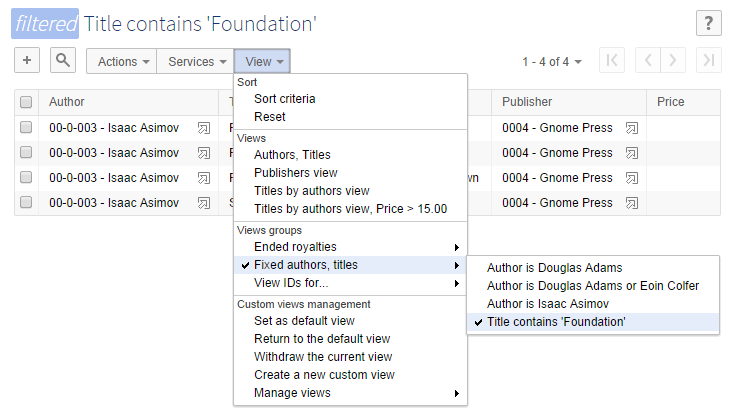 filtered Title contains 'Foundation'
?
+ Actions Services View 1 - 4 of 4
Author Publisher Price
00-0-003 - Isaac Asimov 0004 - Gnome Press
00-0-003 - Isaac Asimov 0004 - Gnome Press
00-0-003 - Isaac Asimov 0004 - Gnome Press
00-0-003 - Isaac Asimov 0004 - Gnome Press
Sort
Sort criteria
Reset
Views
Authors, Titles
Publishers view
Titles by authors view
Titles by authors view, Price > 15.00
Views groups
Ended royalties
Fixed authors, titles
View IDs for...
Custom views management
Set as default view
Return to the default view
Withdraw the current view
Create a new custom view
Manage views
Author is Douglas Adams
Author is Douglas Adams or Eoin Colfer
Author is Isaac Asimov
Title contains 'Foundation'